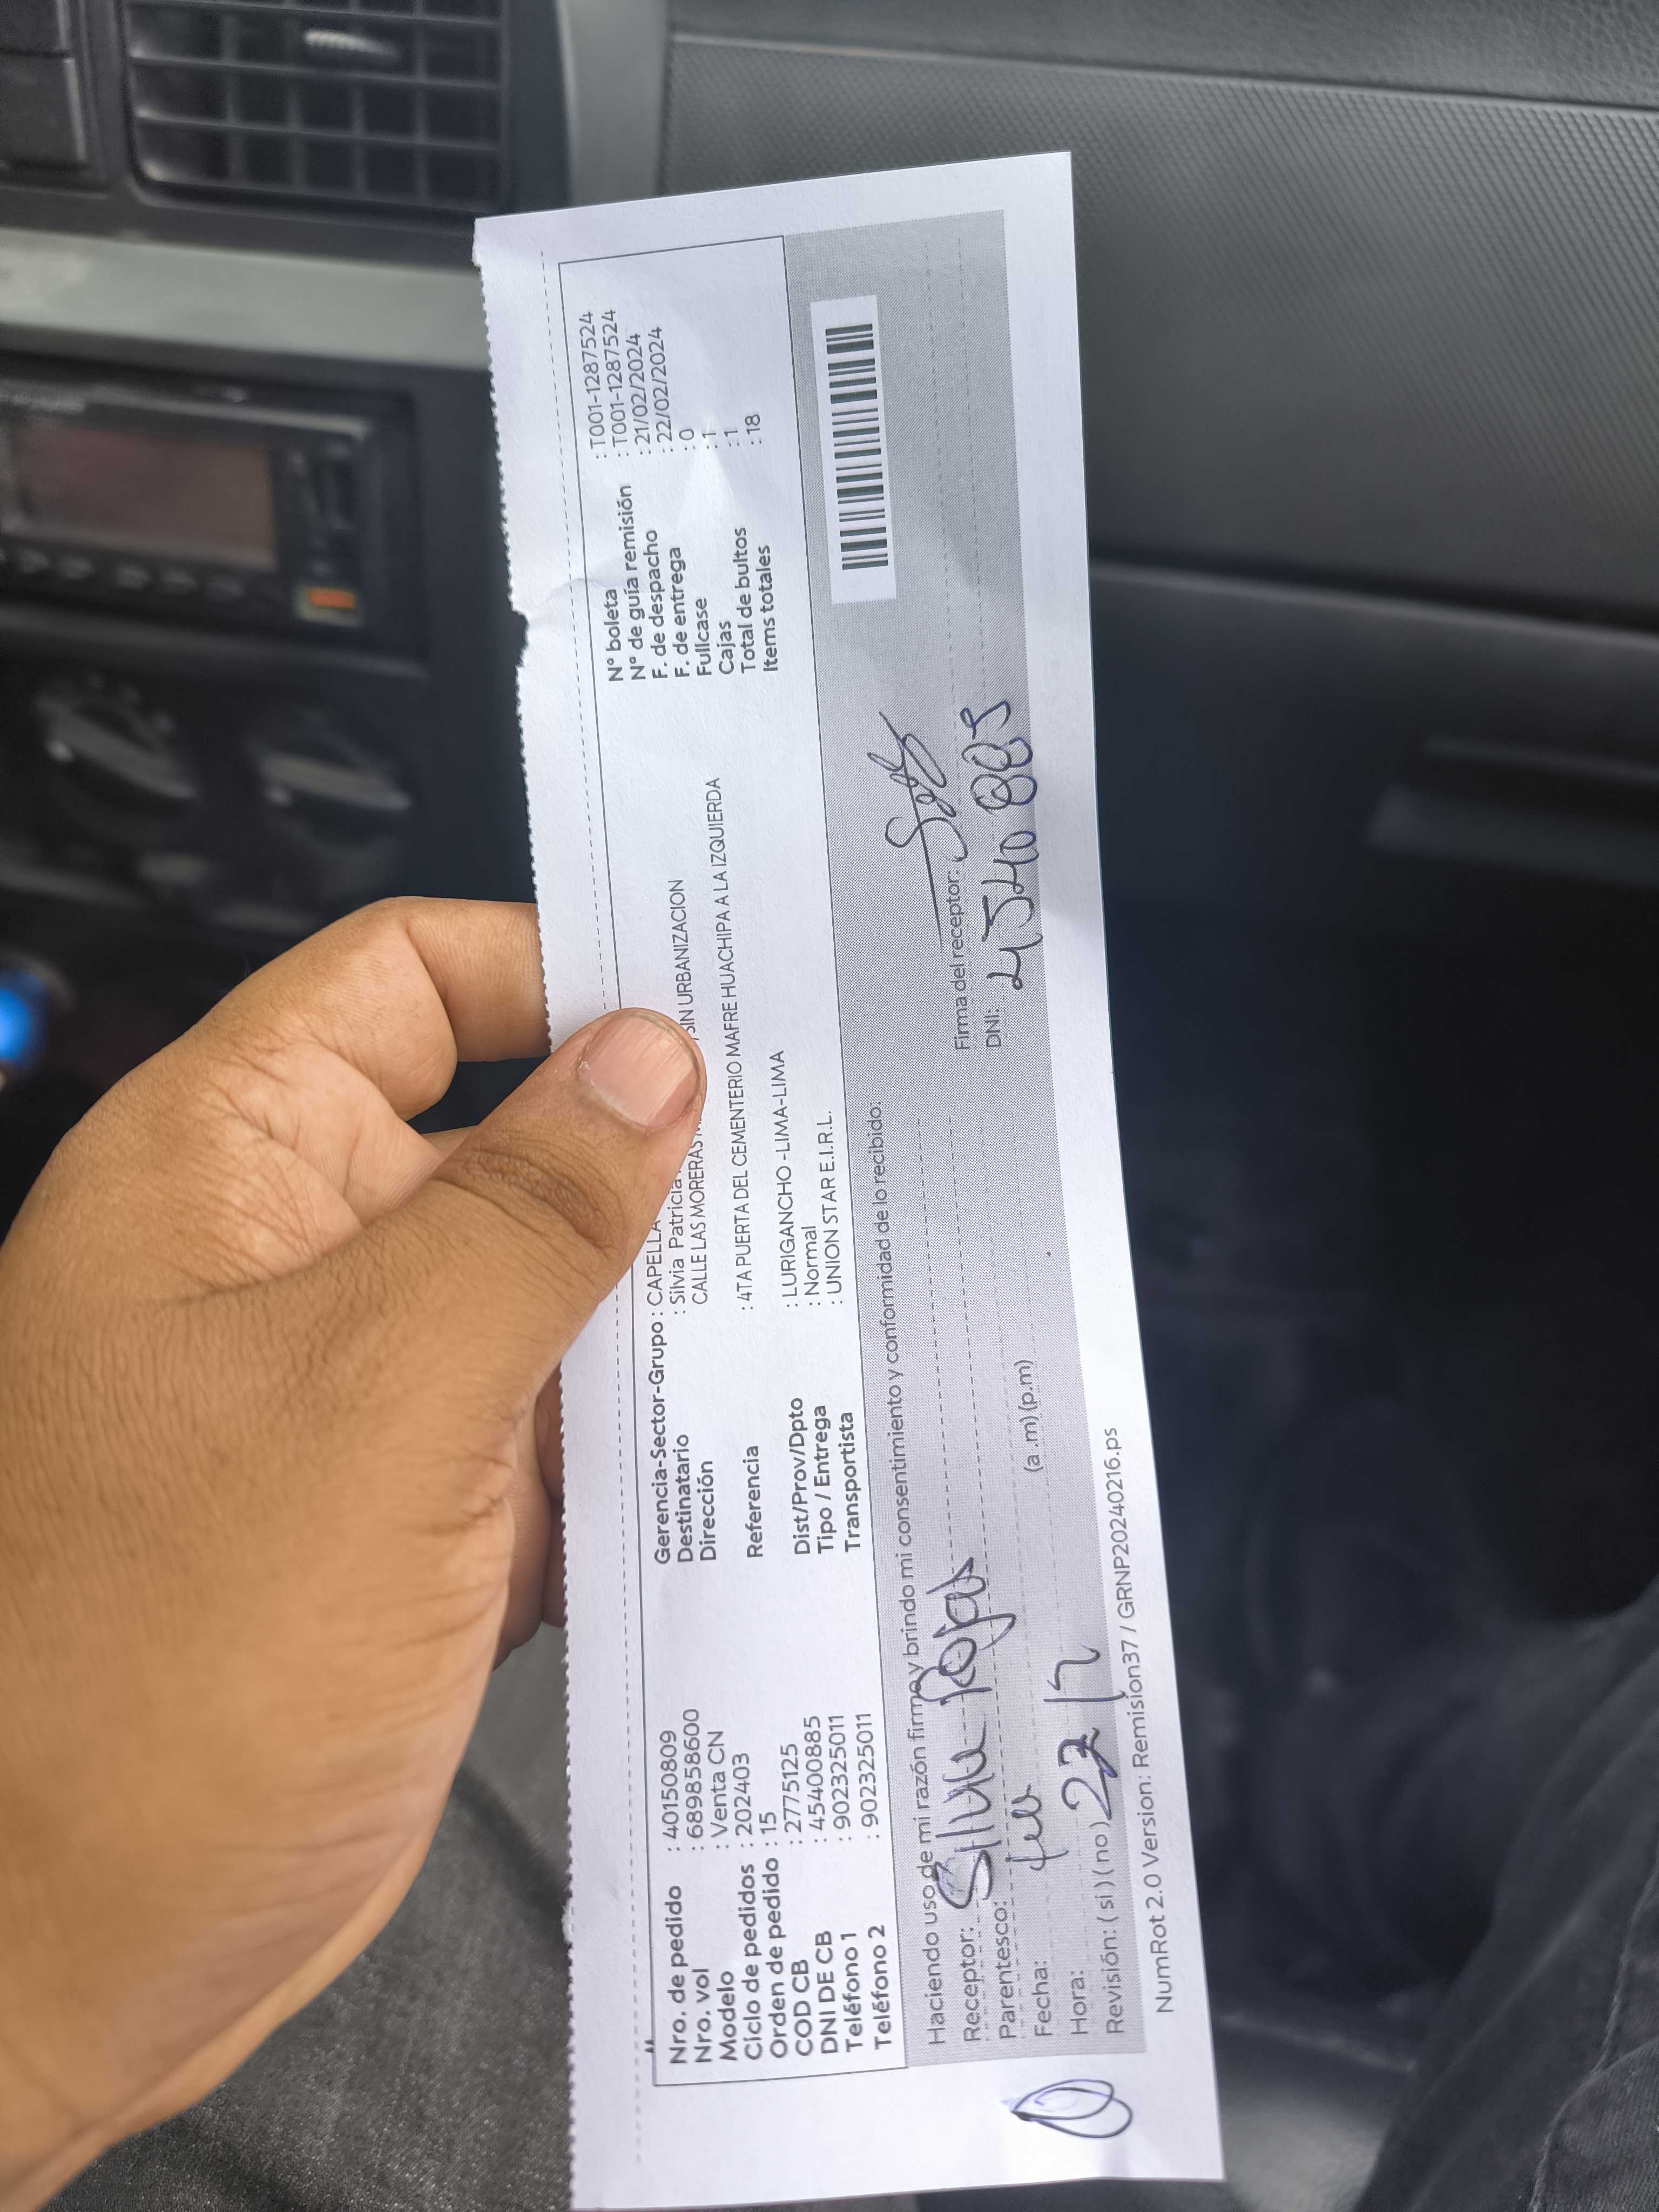 Nro. de pedido : 40150809
Nro. vol : 6898586​00
Modelo : Venta CN
Ciclo de pedidos : 202403
Orden de pedido : 15
COD CB : 2775125
DNI DE CB : 45400885
Teléfono 1 : 902325011
Teléfono 2 : 902325011
Gerencia-Sector-Grupo : CAPELLA
Destinatario : Silvia Patricia
Dirección CALLE LAS MORERAS SIN URBANIZACION
Referencia : 4TA PUERTA DEL CEMENTERIO MAFRE HUACHIPA A LA IZQUIERDA
Dist/Prov/Dpto : LURIGANCHO -LIMA-LIMA
Tipo / Entrega : Normal
Transportista : UNION STAR E.I.R.L.
N° boleta : T001-1287524
N° de guía remisión : T001-1287524
F. de despacho : 21/02/2024
F. de entrega : 22/02/2024
Fullcase : 0
Cajas : 1
Total de bultos : 1
Items totales : 18
Haciendo uso de mi razón firmo y brindo mi consentimiento y conformidad de lo recibido:
Receptor: Silvia Rojas
Parentesco:
Fecha:
Hora: 22/2 (a.m) (p.m)
Revisión: ( si ) ( no )
Firma del receptor:
DNI: 45400885
NumRot 2.0 Version: Remision37 / GRNP20240216.ps